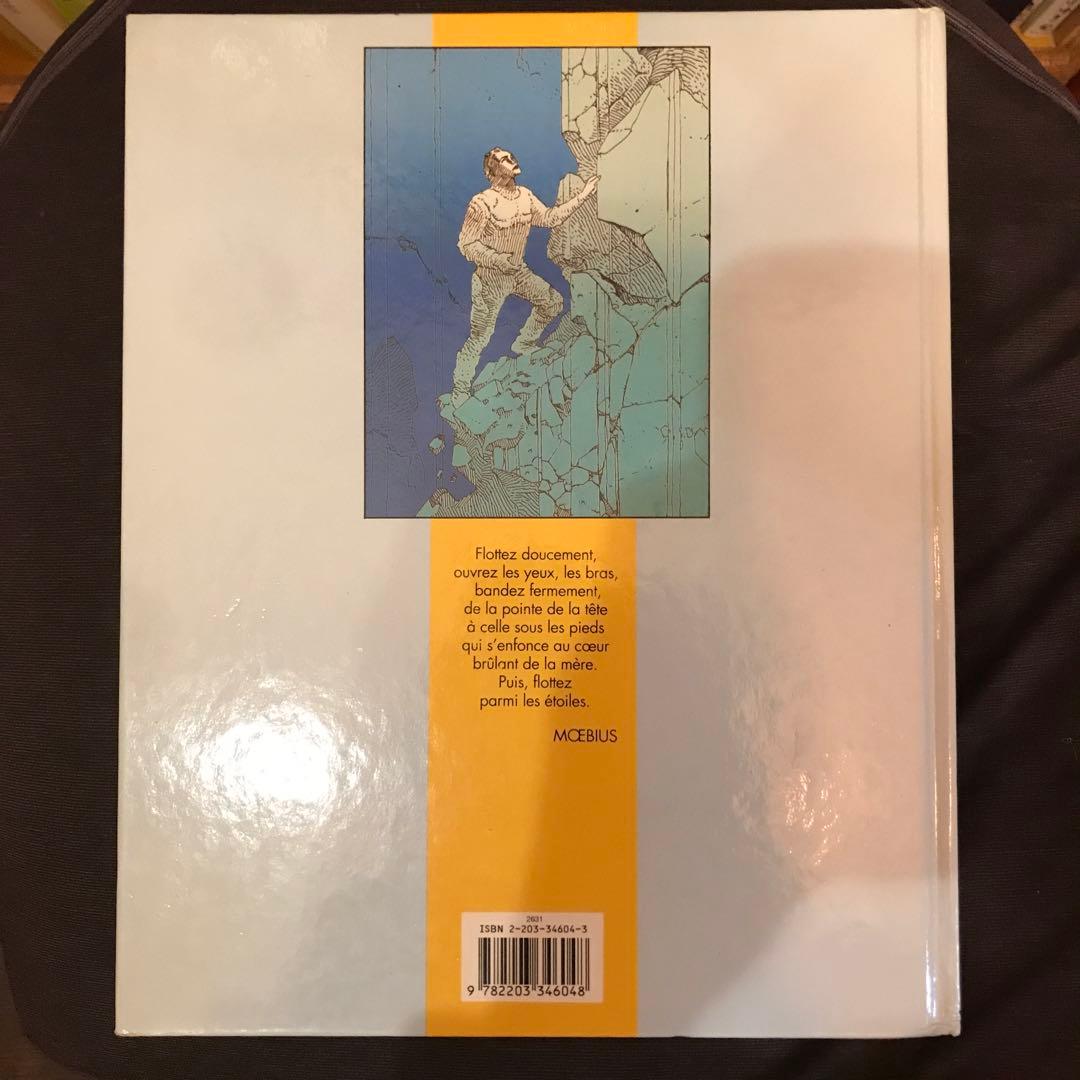 Flottez doucement,
ouvrez les yeux, les bras,
bandez fermement,
de la pointe de la tête
à celle sous les pieds
qui s'enfonce au cœur
brûlant de la mère.
Puis, flottez
parmi les étoiles.
MŒBIUS
2631
ISBN 2-203-34604-3
9 782203 346048